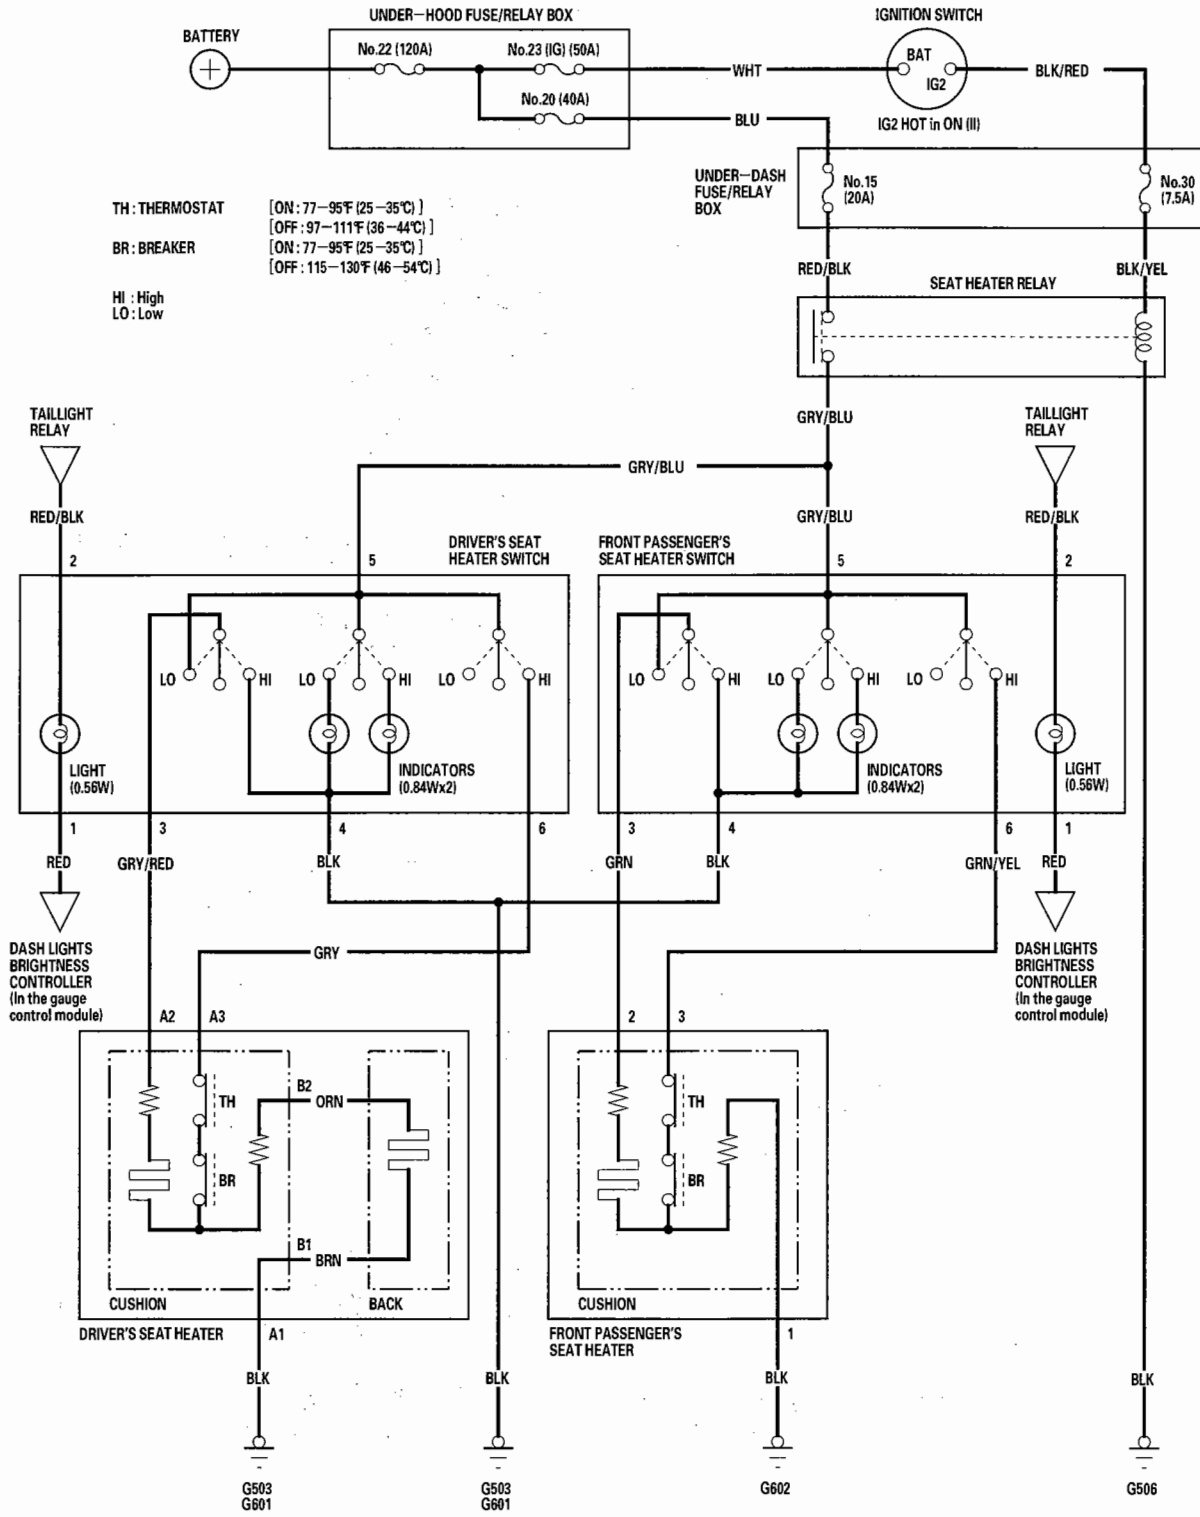 UNDER-HOOD FUSE/RELAY BOX
IGNITION SWITCH
BATTERY
No.22 (120A)
No.23 (IG) (50A)
WHT
BAT
IG2
BLK/RED
No.20 (40A)
BLU
IG2 HOT in ON (II)
UNDER-DASH
FUSE/RELAY
BOX
No.15
(20A)
No.30
(7.5A)
TH : THERMOSTAT [ON : 77-95°F (25-35°C) ]
[OFF : 97-111°F (36-44°C) ]
BR : BREAKER [ON : 77-95°F (25-35°C) ]
[OFF : 115-130°F (46-54°C) ]
HI : High
LO : Low
RED/BLK
BLK/YEL
SEAT HEATER RELAY
GRY/BLU
TAILLIGHT
RELAY
TAILLIGHT
RELAY
GRY/BLU
RED/BLK
GRY/BLU
RED/BLK
DRIVER'S SEAT
HEATER SWITCH
FRONT PASSENGER'S
SEAT HEATER SWITCH
2
5
5
2
LO
HI
LO
HI
LO
HI
LO
HI
LO
HI
LO
HI
LIGHT
(0.56W)
INDICATORS
(0.84Wx2)
INDICATORS
(0.84Wx2)
LIGHT
(0.56W)
1
3
4
6
3
4
6
1
RED
GRY/RED
BLK
GRN
BLK
GRN/YEL
RED
DASH LIGHTS
BRIGHTNESS
CONTROLLER
(In the gauge
control module)
GRY
DASH LIGHTS
BRIGHTNESS
CONTROLLER
(In the gauge
control module)
A2
A3
2
3
TH
B2
ORN
TH
BR
BR
B1
BRN
CUSHION
BACK
CUSHION
DRIVER'S SEAT HEATER
A1
FRONT PASSENGER'S
SEAT HEATER
1
BLK
BLK
BLK
BLK
G503
G601
G503
G601
G602
G506